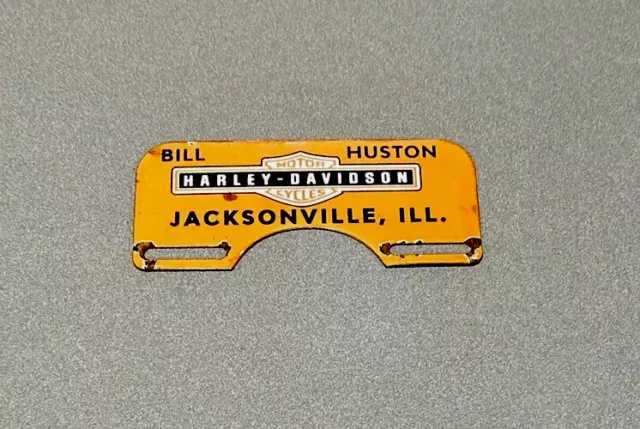 BILL HUSTON
MOTOR
HARLEY-DAVIDSON
CYCLES
JACKSONVILLE, ILL.